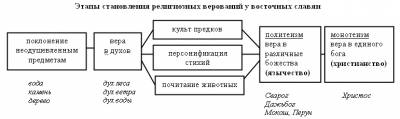 Этапы становления религиозных верований у восточных славян
поклонение
неодушевленным
предметам
вера
в духов
культ предков
персонификация
стихий
почитание животных
политеизм
вера в
различные
божества
(язычество)
монотеизм
вера в единого
бога
(христианство)
вода
камень
дерево
дух леса
дух ветра
дух воды
Сварог
Дажьбог
Мокошь, Перун
Христос